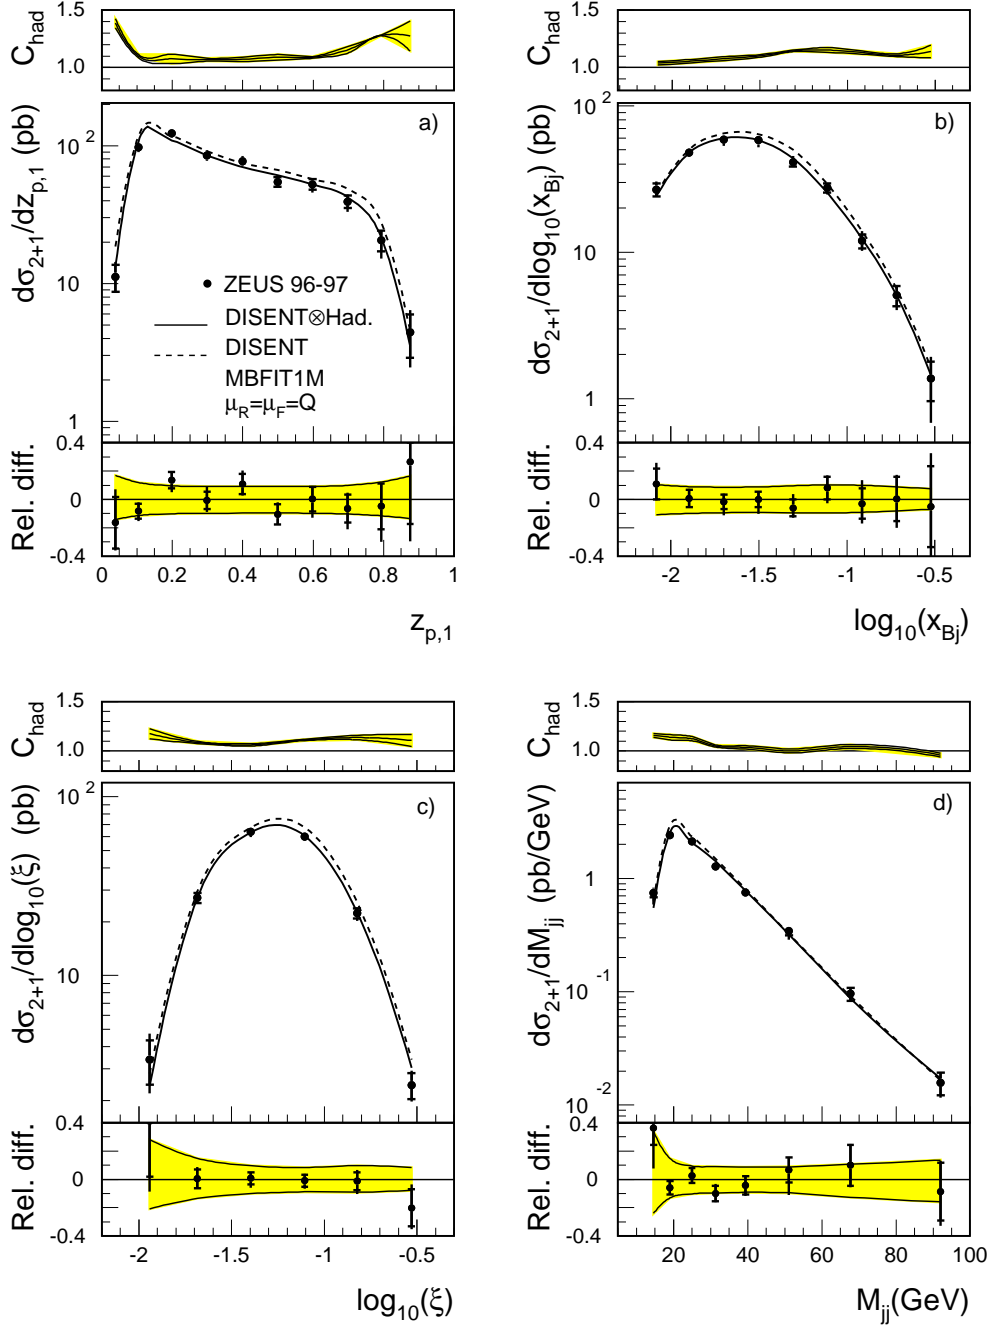 C_had
1.5
1.0
dσ_2+1/dz_p,1 (pb)
a)
10^2
10
1
ZEUS 96-97
DISENT⊗Had.
DISENT
MBFIT1M
μ_R=μ_F=Q
Rel. diff.
0.4
0
-0.4
0 0.2 0.4 0.6 0.8 1
z_p,1
C_had
1.5
1.0
dσ_2+1/dlog_10(x_Bj) (pb)
b)
10^2
10
1
Rel. diff.
0.4
0
-0.4
-2 -1.5 -1 -0.5
log_10(x_Bj)
C_had
1.5
1.0
dσ_2+1/dlog_10(ξ) (pb)
c)
10^2
10
Rel. diff.
0.4
0
-0.4
-2 -1.5 -1 -0.5
log_10(ξ)
C_had
1.5
1.0
dσ_2+1/dM_jj (pb/GeV)
d)
1
10^-1
10^-2
Rel. diff.
0.4
0
-0.4
20 40 60 80 100
M_jj(GeV)